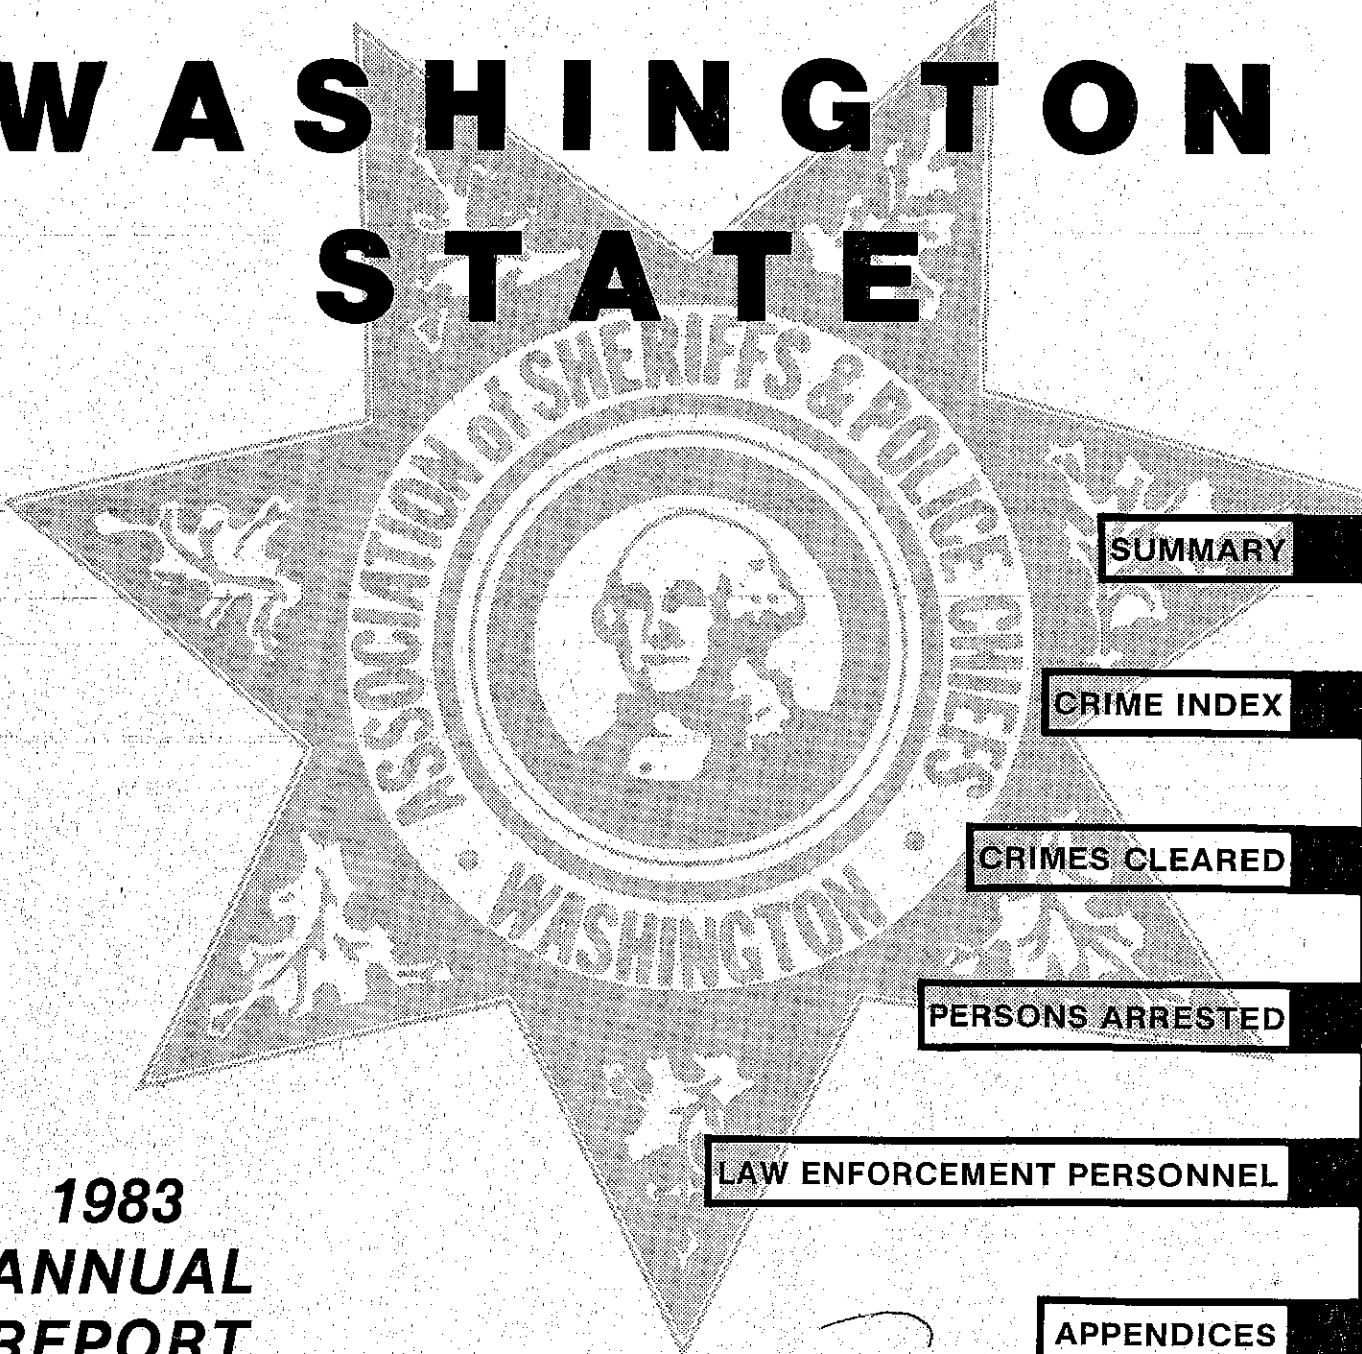 WASHINGTON
STATE
ASSOCIATION of SHERIFFS & POLICE CHIEFS
WASHINGTON
SUMMARY
CRIME INDEX
CRIMES CLEARED
PERSONS ARRESTED
LAW ENFORCEMENT PERSONNEL
1983
ANNUAL
REPORT
APPENDICES